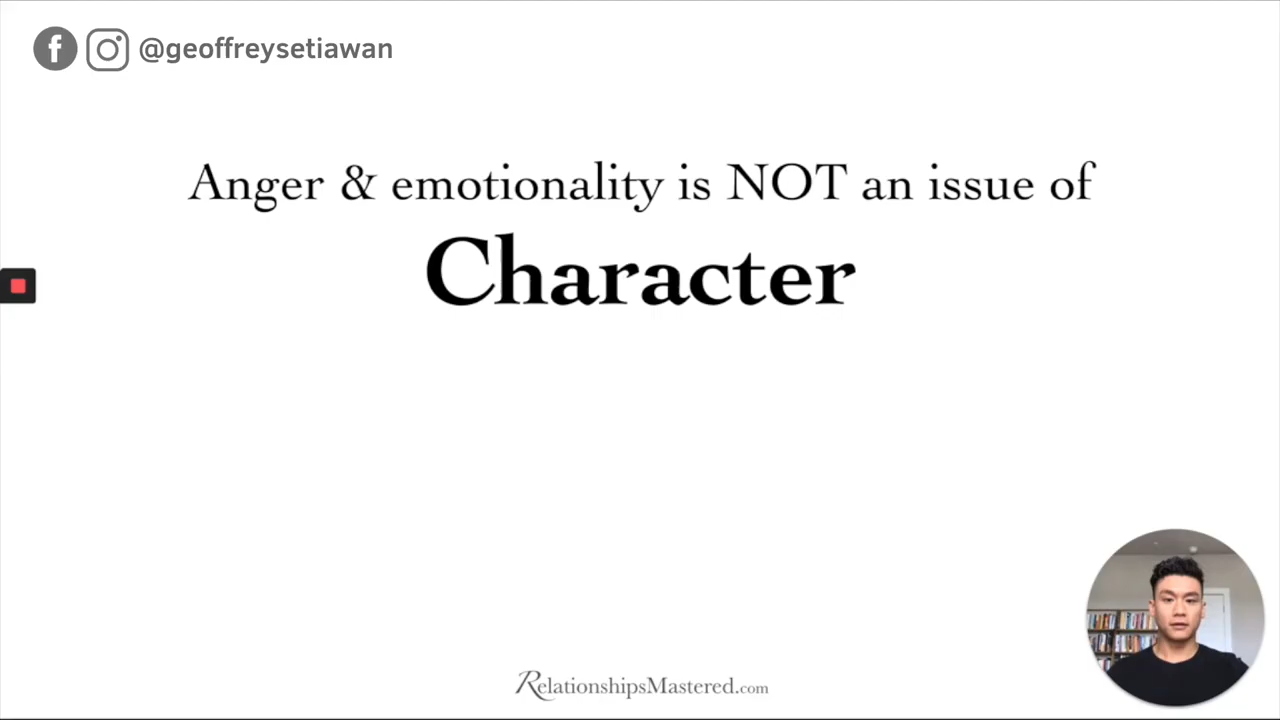 @geoffreysetiawan
Anger & emotionality is NOT an issue of
Character
RelationshipsMastered.com